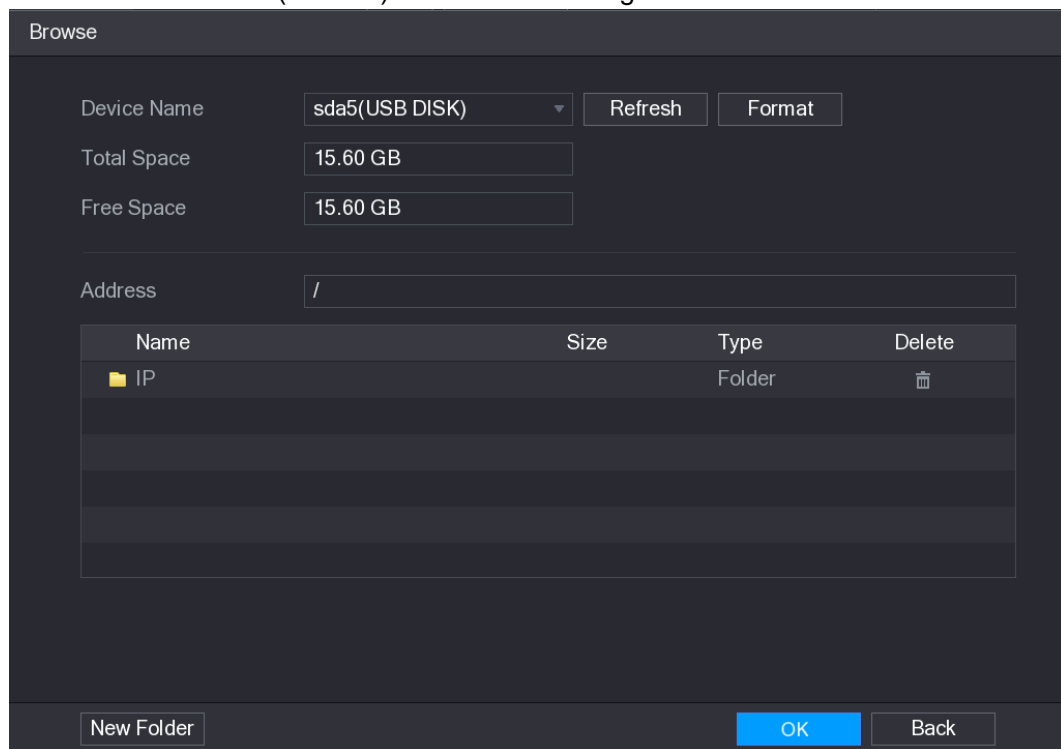 Browse
Device Name sda5(USB DISK) Refresh Format
Total Space 15.60 GB
Free Space 15.60 GB
Address /
Name Size Type Delete
IP Folder
New Folder OK Back